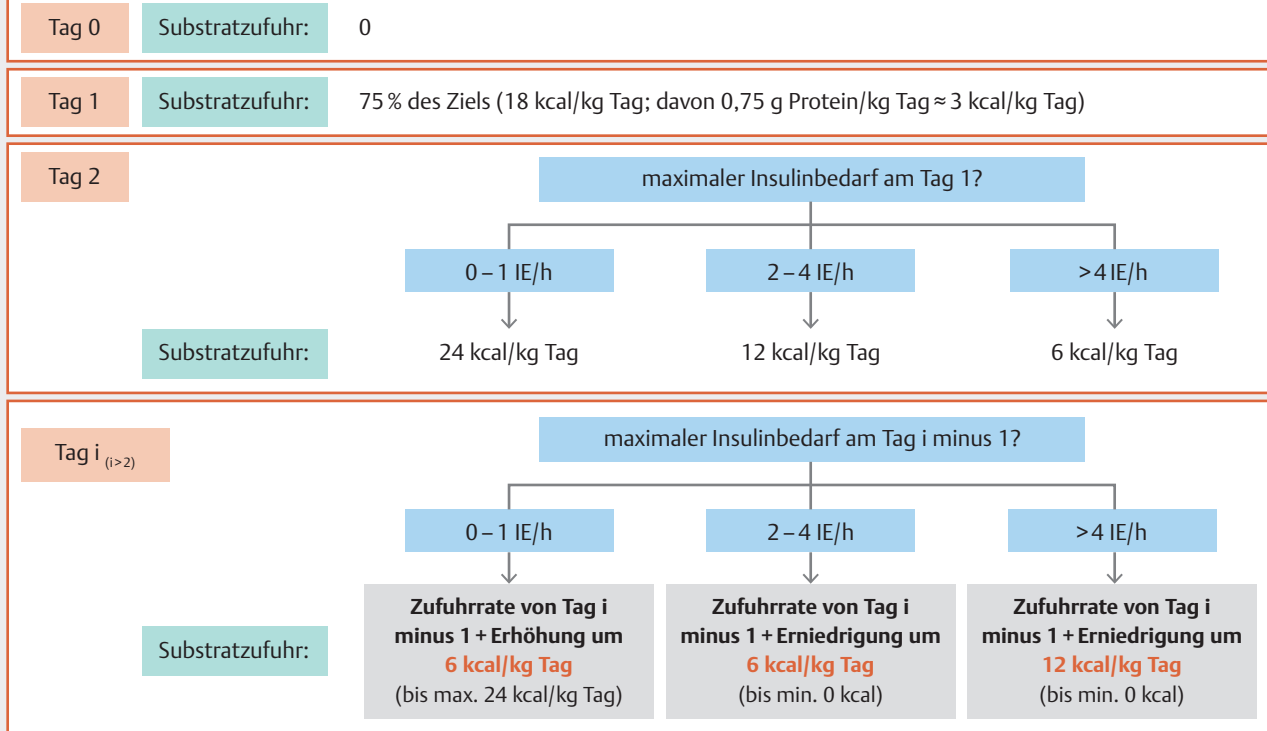 Tag 0 Substratzufuhr: 0
Tag 1 Substratzufuhr: 75 % des Ziels (18 kcal/kg Tag; davon 0,75 g Protein/kg Tag ≈ 3 kcal/kg Tag)
Tag 2 maximaler Insulinbedarf am Tag 1?
0 – 1 IE/h 2 – 4 IE/h > 4 IE/h
Substratzufuhr: 24 kcal/kg Tag 12 kcal/kg Tag 6 kcal/kg Tag
Tag i (i > 2) maximaler Insulinbedarf am Tag i minus 1?
0 – 1 IE/h 2 – 4 IE/h > 4 IE/h
Substratzufuhr:
Zufuhrrate von Tag i
minus 1 + Erhöhung um
6 kcal/kg Tag
(bis max. 24 kcal/kg Tag)
Zufuhrrate von Tag i
minus 1 + Erniedrigung um
6 kcal/kg Tag
(bis min. 0 kcal)
Zufuhrrate von Tag i
minus 1 + Erniedrigung um
12 kcal/kg Tag
(bis min. 0 kcal)